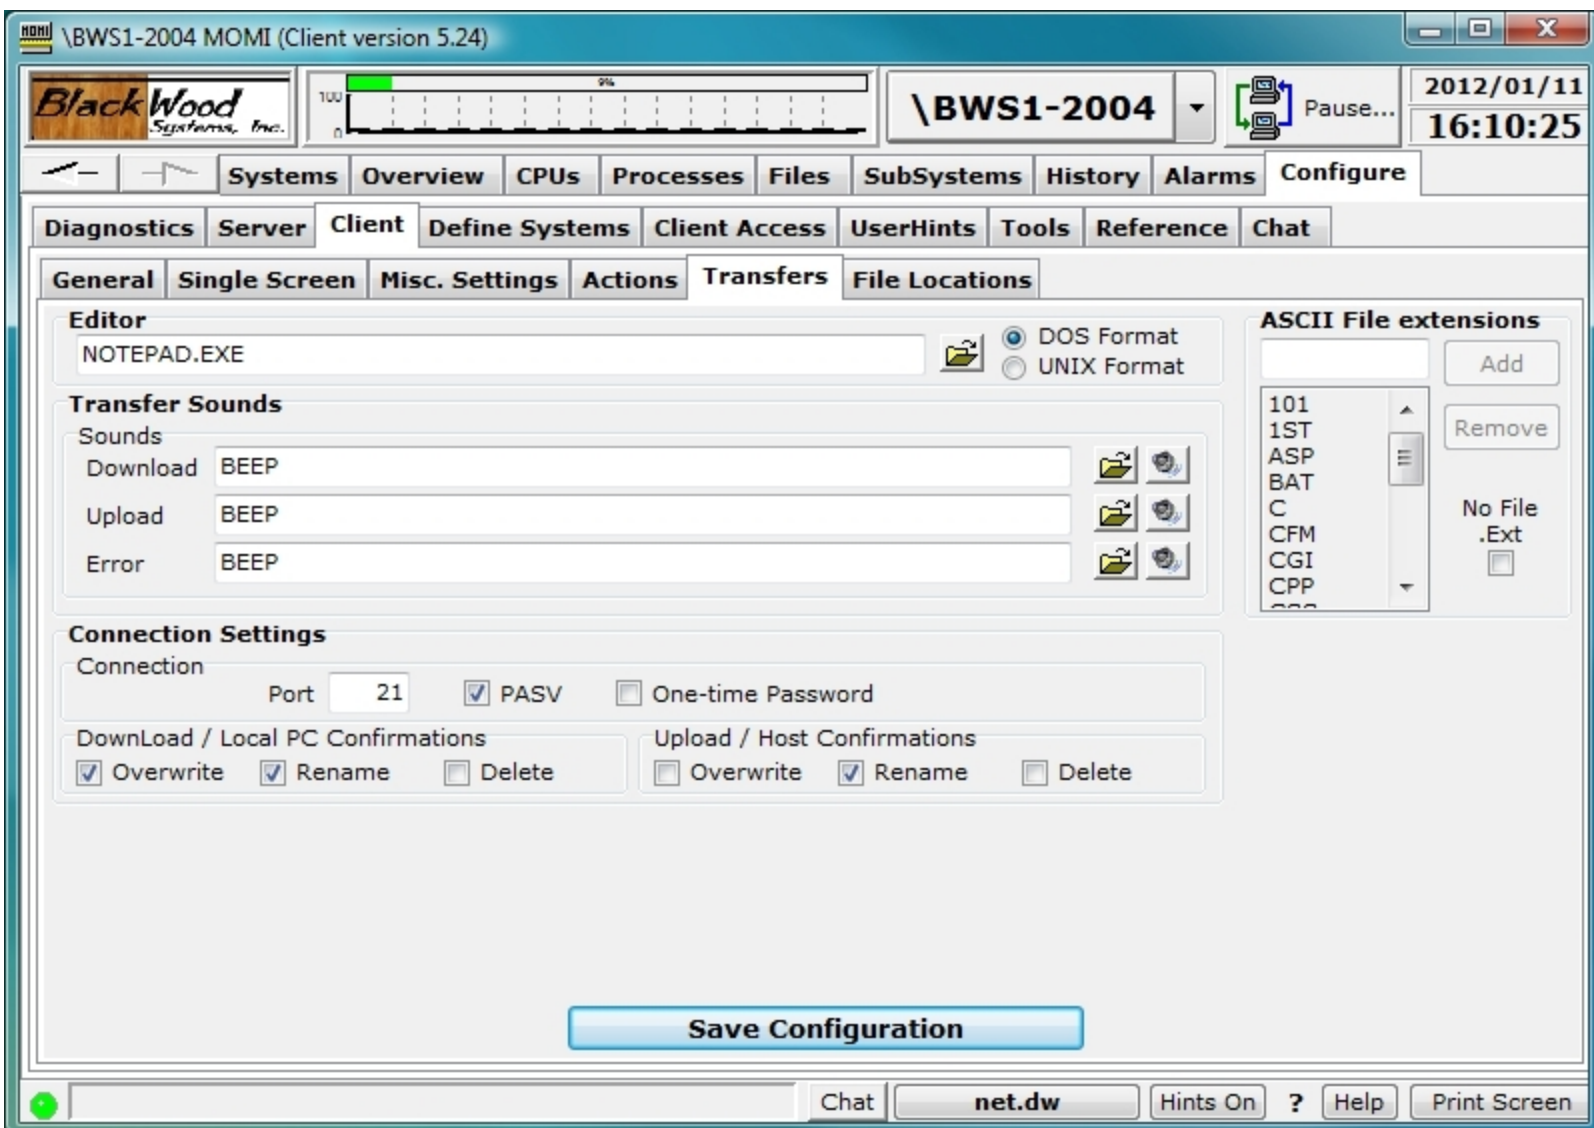 MOMI \BWS1-2004 MOMI (Client version 5.24)
BlackWood
Systems, Inc.
9%
100
0
\BWS1-2004
Pause...
2012/01/11
16:10:25
Systems Overview CPUs Processes Files SubSystems History Alarms Configure
Diagnostics Server Client Define Systems Client Access UserHints Tools Reference Chat
General Single Screen Misc. Settings Actions Transfers File Locations
Editor
NOTEPAD.EXE
DOS Format
UNIX Format
Transfer Sounds
Sounds
Download BEEP
Upload BEEP
Error BEEP
Connection Settings
Connection
Port 21 PASV One-time Password
DownLoad / Local PC Confirmations
Overwrite Rename Delete
Upload / Host Confirmations
Overwrite Rename Delete
ASCII File extensions
Add
Remove
101
1ST
ASP
BAT
C
CFM
CGI
CPP
No File
.Ext
Save Configuration
Chat net.dw Hints On ? Help Print Screen